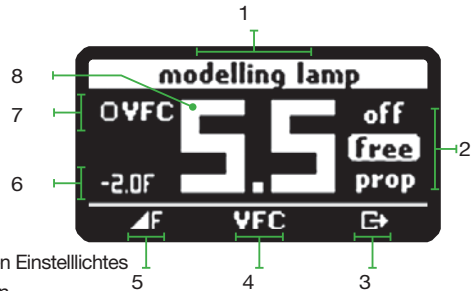 1
8
modelling lamp
7
OVFC
5.5
off
free
2
6
-2.0F
prop
F
VFC
n Einstelllichtes
5
4
3